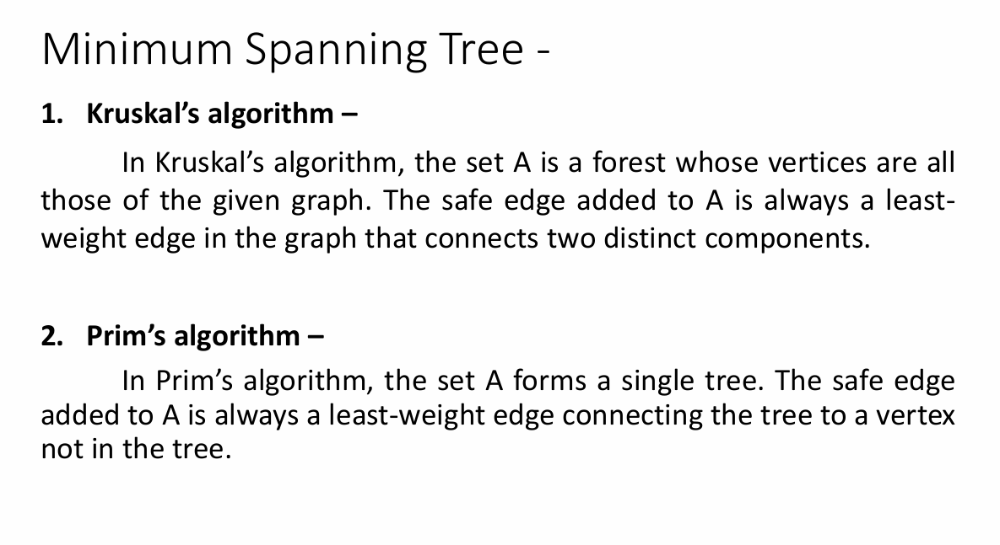 Minimum Spanning Tree -
1. Kruskal’s algorithm –
In Kruskal’s algorithm, the set A is a forest whose vertices are all
those of the given graph. The safe edge added to A is always a least-
weight edge in the graph that connects two distinct components.
2. Prim’s algorithm –
In Prim’s algorithm, the set A forms a single tree. The safe edge
added to A is always a least-weight edge connecting the tree to a vertex
not in the tree.